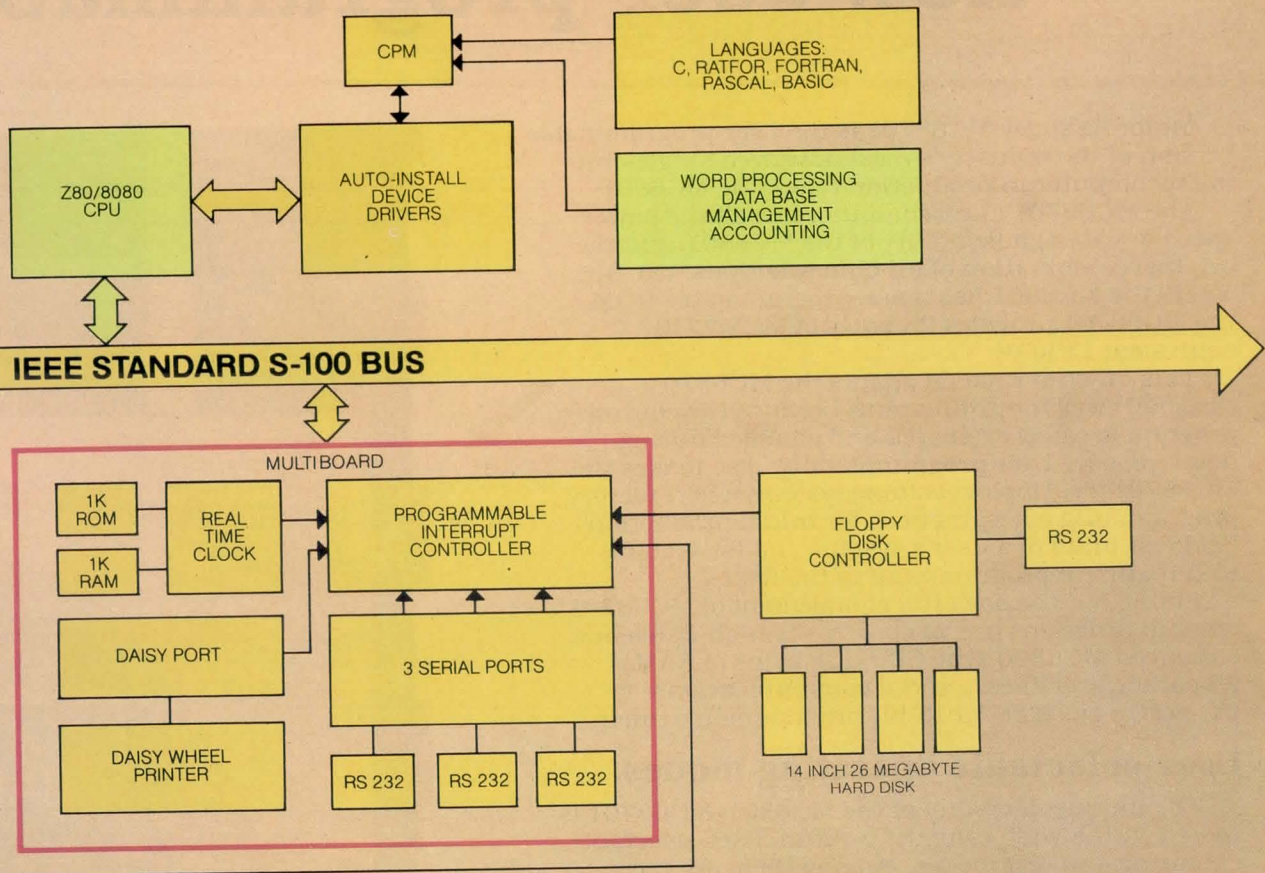 CPM
LANGUAGES:
C, RATFOR, FORTRAN,
PASCAL, BASIC
Z80/8080
CPU
AUTO-INSTALL
DEVICE
DRIVERS
WORD PROCESSING
DATA BASE
MANAGEMENT
ACCOUNTING
IEEE STANDARD S-100 BUS
MULTIBOARD
1K
ROM
1K
RAM
REAL
TIME
CLOCK
PROGRAMMABLE
INTERRUPT
CONTROLLER
FLOPPY
DISK
CONTROLLER
RS 232
DAISY PORT
3 SERIAL PORTS
DAISY WHEEL
PRINTER
RS 232
RS 232
RS 232
14 INCH 26 MEGABYTE
HARD DISK